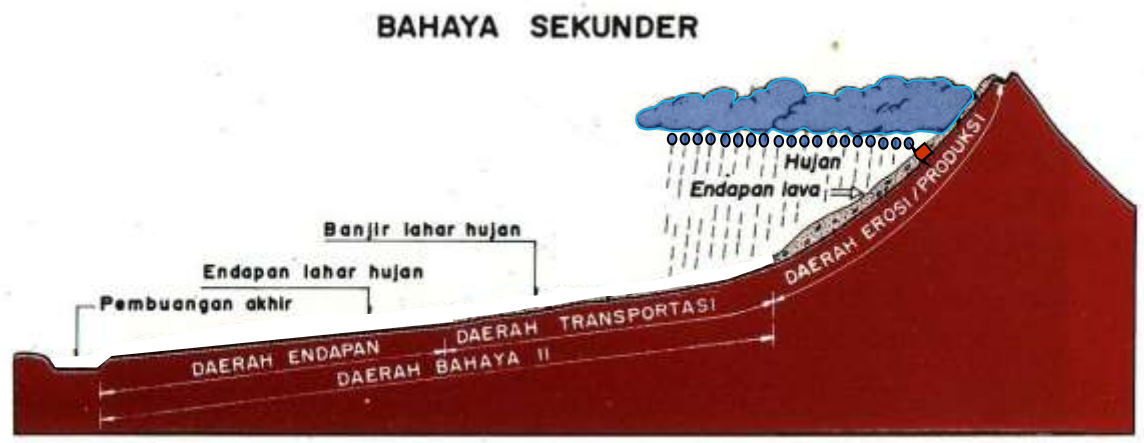 BAHAYA SEKUNDER
Hujan
Endapan lava
DAERAH EROSI/PRODUKSI
Banjir lahar hujan
Endapan lahar hujan
Pembuangan akhir
DAERAH TRANSPORTASI
DAERAH ENDAPAN
DAERAH BAHAYA II